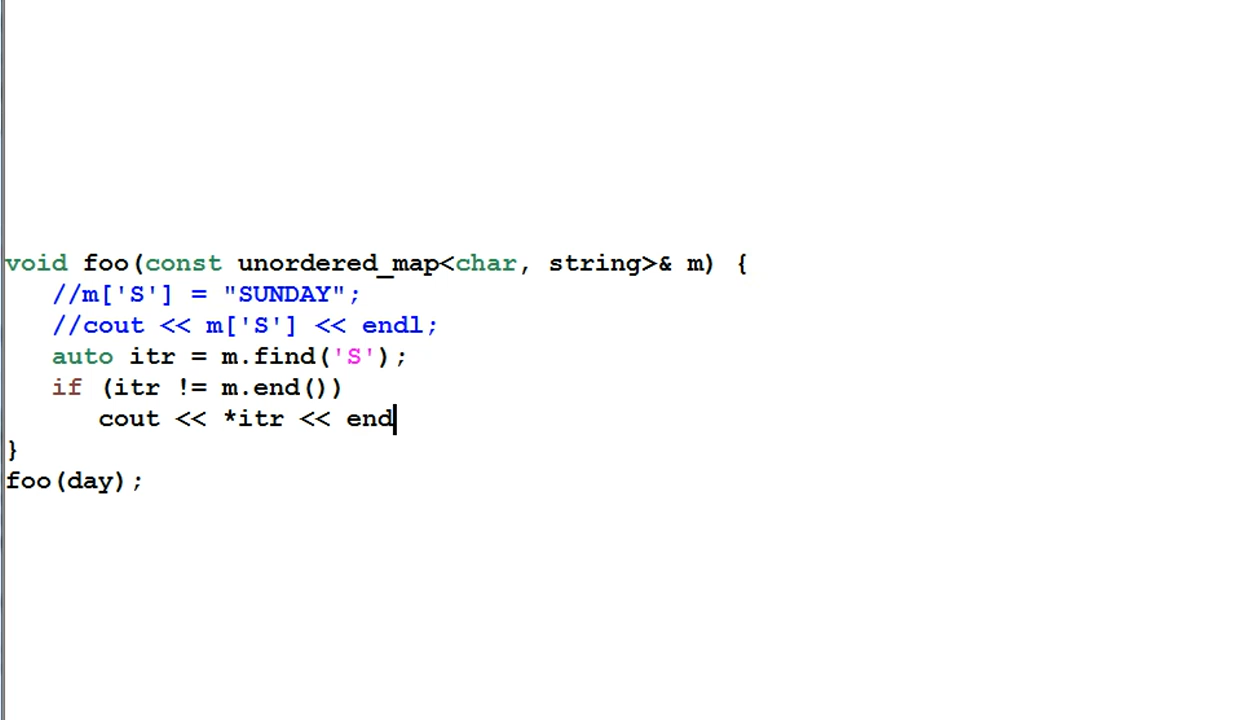 void foo(const unordered_map<char, string>& m) {
   //m['S'] = "SUNDAY";
   //cout << m['S'] << endl;
   auto itr = m.find('S');
   if (itr != m.end())
      cout << *itr << end
}
foo(day);